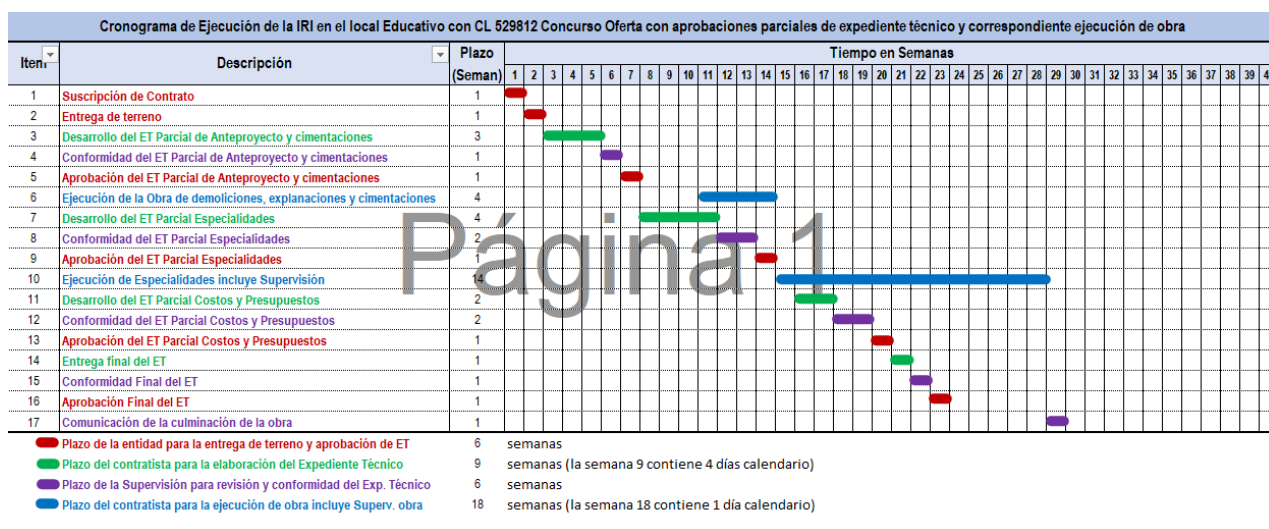 Cronograma de Ejecución de la IRI en el local Educativo con CL 529812 Concurso Oferta con aprobaciones parciales de expediente técnico y correspondiente ejecución de obra
Item Descripción Plazo (Seman) Tiempo en Semanas
1 2 3 4 5 6 7 8 9 10 11 12 13 14 15 16 17 18 19 20 21 22 23 24 25 26 27 28 29 30 31 32 33 34 35 36 37 38 39 4
1 Suscripción de Contrato 1
2 Entrega de terreno 1
3 Desarrollo del ET Parcial de Anteproyecto y cimentaciones 3
4 Conformidad del ET Parcial de Anteproyecto y cimentaciones 1
5 Aprobación del ET Parcial de Anteproyecto y cimentaciones 1
6 Ejecución de la Obra de demoliciones, explanaciones y cimentaciones 4
7 Desarrollo del ET Parcial Especialidades 4
8 Conformidad del ET Parcial Especialidades 2
9 Aprobación del ET Parcial Especialidades 1
Página 1
10 Ejecución de Especialidades incluye Supervisión 14
11 Desarrollo del ET Parcial Costos y Presupuestos 2
12 Conformidad del ET Parcial Costos y Presupuestos 2
13 Aprobación del ET Parcial Costos y Presupuestos 1
14 Entrega final del ET 1
15 Conformidad Final del ET 1
16 Aprobación Final del ET 1
17 Comunicación de la culminación de la obra 1
Plazo de la entidad para la entrega de terreno y aprobación de ET 6 semanas
Plazo del contratista para la elaboración del Expediente Técnico 9 semanas (la semana 9 contiene 4 días calendario)
Plazo de la Supervisión para revisión y conformidad del Exp. Técnico 6 semanas
Plazo del contratista para la ejecución de obra incluye Superv. obra 18 semanas (la semana 18 contiene 1 día calendario)